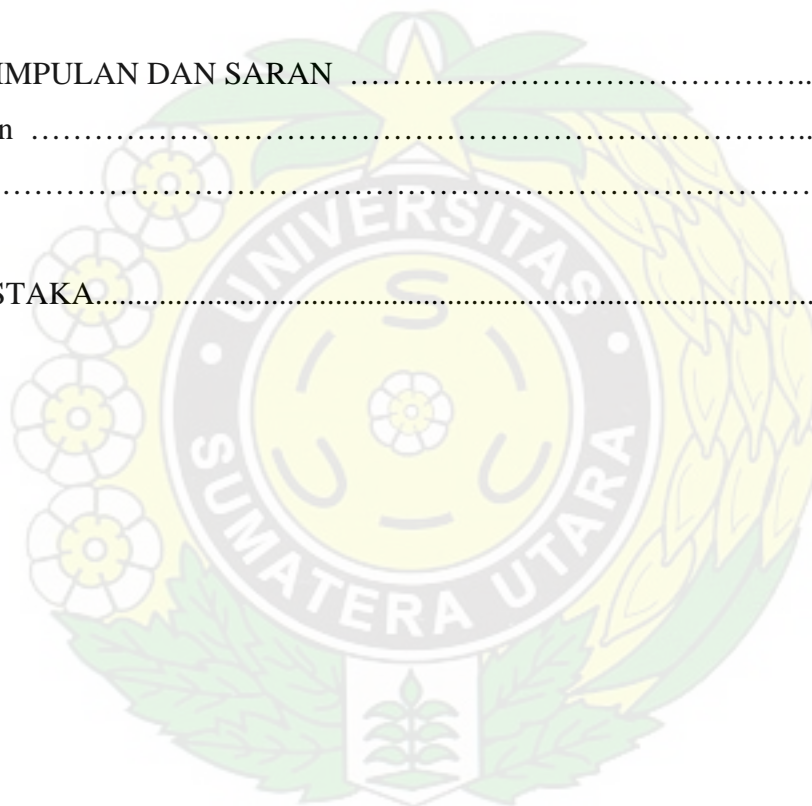 IMPULAN DAN SARAN ………………………………………..
n ………………………………………………………………..
…………………………………………………………………
STAKA..........................................................................................
UNIVERSITAS
S
U U
SUMATERA UTARA